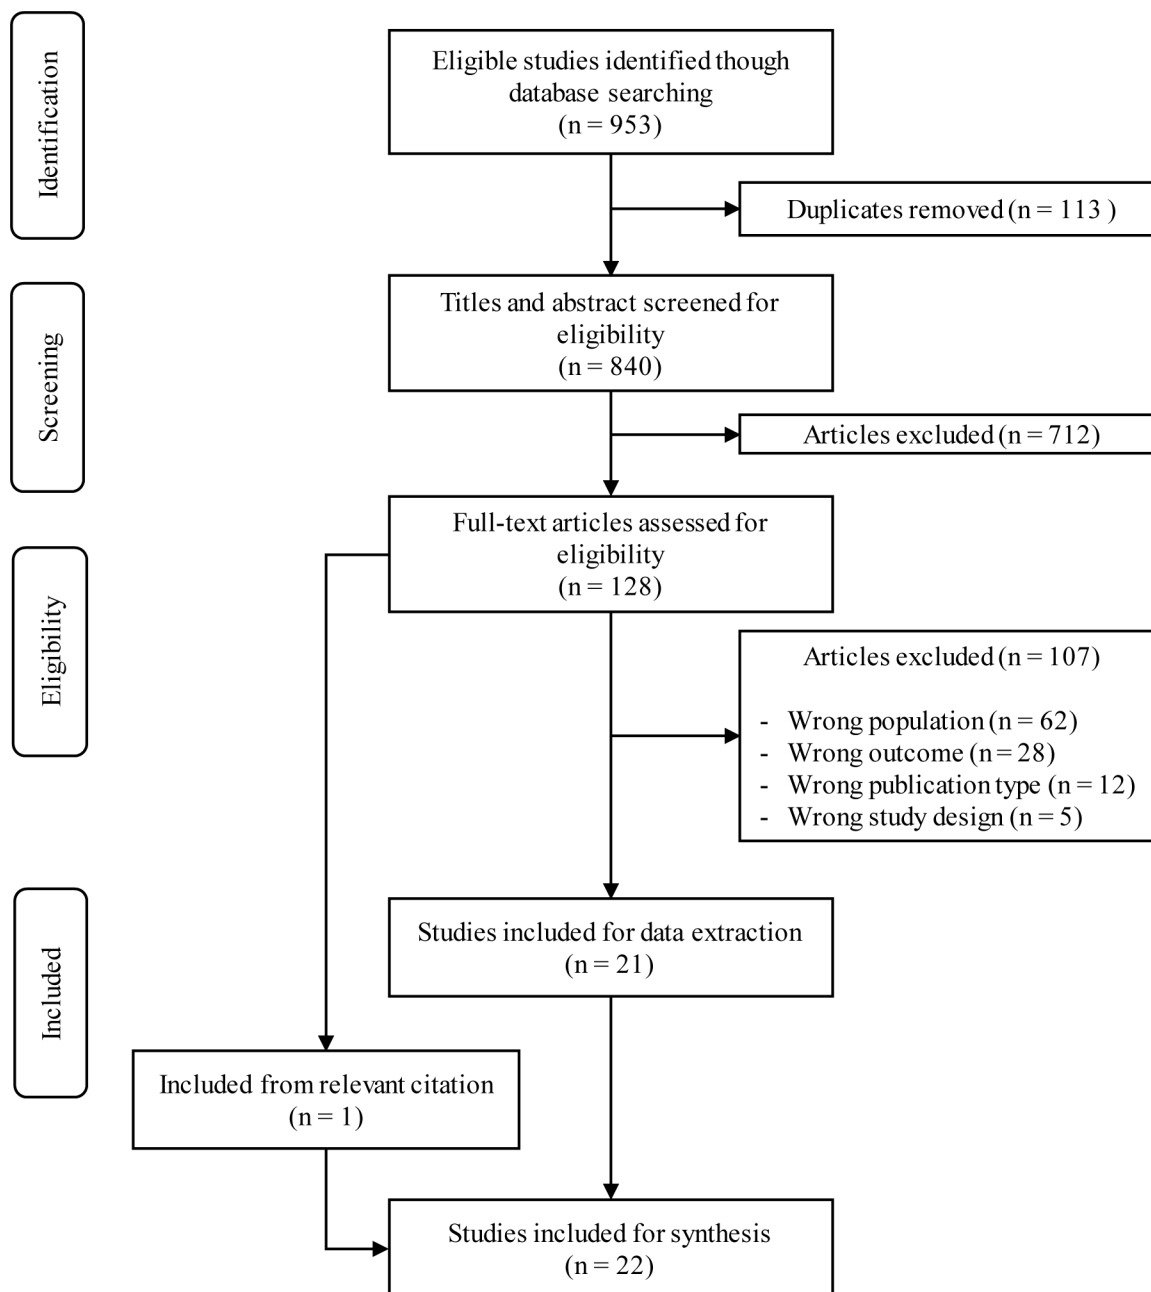 Identification
Eligible studies identified though
database searching
(n = 953)
Duplicates removed (n = 113 )
Screening
Titles and abstract screened for
eligibility
(n = 840)
Articles excluded (n = 712)
Eligibility
Full-text articles assessed for
eligibility
(n = 128)
Articles excluded (n = 107)
- Wrong population (n = 62)
- Wrong outcome (n = 28)
- Wrong publication type (n = 12)
- Wrong study design (n = 5)
Included
Studies included for data extraction
(n = 21)
Included from relevant citation
(n = 1)
Studies included for synthesis
(n = 22)